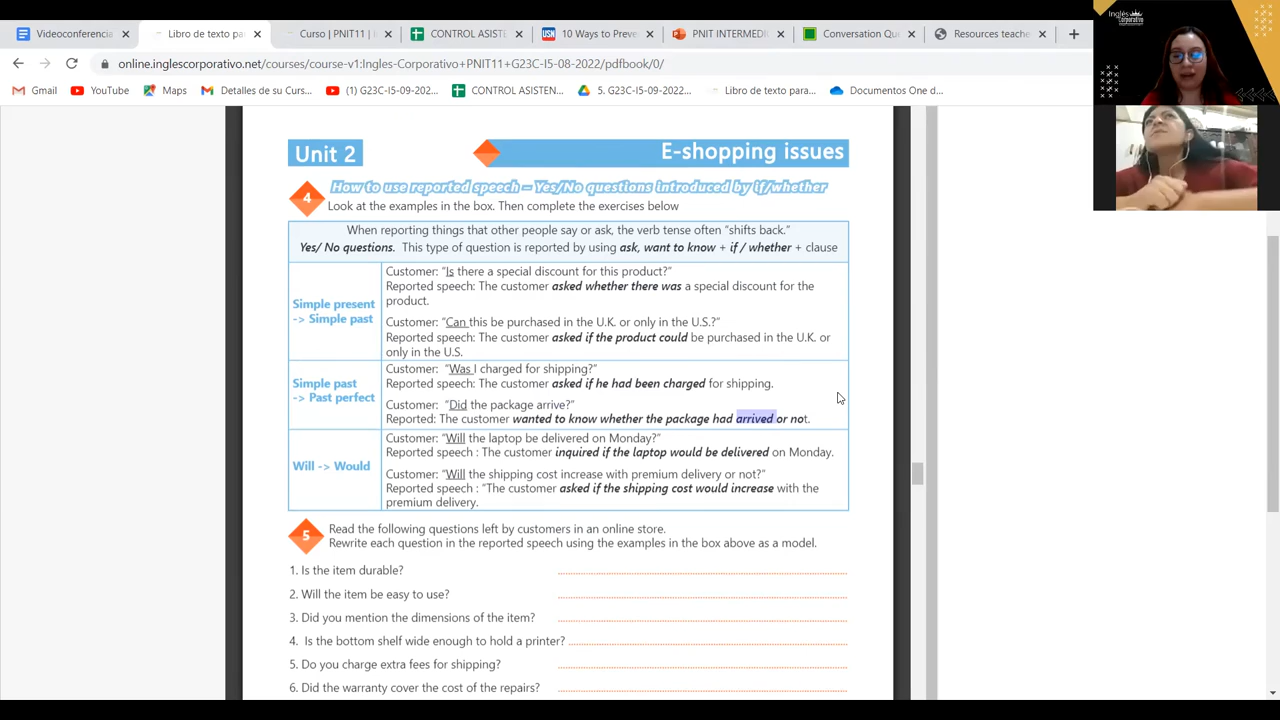 Videoconferencia
Libro de texto pa
Curso | PNIT11 | I
CONTROL ASISTE
10 Ways to Preve
PNIT INTERMEDI
Conversation Qu
Resources teache
online.inglescorporativo.net/courses/course-v1:Ingles-Corporativo+PNIT11+G23C-I5-08-2022/pdfbook/0/
Gmail
YouTube
Maps
Detalles de su Curs...
(1) G23C-I5-09-202...
CONTROL ASISTEN...
5. G23C-I5-09-2022...
Libro de texto para...
Documentos One d...
Inglés
Corporativo
Unit 2
E-shopping issues
4
How to use reported speech – Yes/No questions introduced by if/whether
Look at the examples in the box. Then complete the exercises below
When reporting things that other people say or ask, the verb tense often “shifts back.”
Yes/ No questions. This type of question is reported by using ask, want to know + if / whether + clause
Simple present
-> Simple past
Customer: “Is there a special discount for this product?”
Reported speech: The customer asked whether there was a special discount for the
product.
Customer: “Can this be purchased in the U.K. or only in the U.S.?”
Reported speech: The customer asked if the product could be purchased in the U.K. or
only in the U.S.
Simple past
-> Past perfect
Customer: “Was I charged for shipping?”
Reported speech: The customer asked if he had been charged for shipping.
Customer: “Did the package arrive?”
Reported: The customer wanted to know whether the package had arrived or not.
Will -> Would
Customer: “Will the laptop be delivered on Monday?”
Reported speech : The customer inquired if the laptop would be delivered on Monday.
Customer: “Will the shipping cost increase with premium delivery or not?”
Reported speech : “The customer asked if the shipping cost would increase with the
premium delivery.
5
Read the following questions left by customers in an online store.
Rewrite each question in the reported speech using the examples in the box above as a model.
1. Is the item durable?
2. Will the item be easy to use?
3. Did you mention the dimensions of the item?
4. Is the bottom shelf wide enough to hold a printer?
5. Do you charge extra fees for shipping?
6. Did the warranty cover the cost of the repairs?